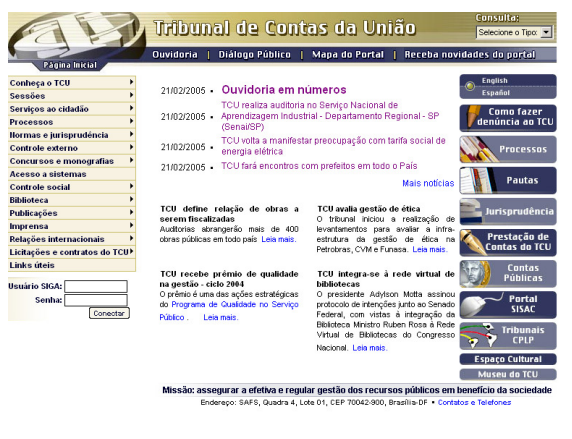 Tribunal de Contas da União
Consulta:
Selecione o Tipo:
Página Inicial
Ouvidoria | Diálogo Público | Mapa do Portal | Receba novidades do portal
Conheça o TCU
Sessões
Serviços ao cidadão
Processos
Normas e jurisprudência
Controle externo
Concursos e monografias
Acesso a sistemas
Controle social
Biblioteca
Publicações
Imprensa
Relações internacionais
Licitações e contratos do TCU
Links úteis
Usuário SIGA:
Senha:
Conectar
21/02/2005 • Ouvidoria em números
TCU realiza auditoria no Serviço Nacional de
21/02/2005 • Aprendizagem Industrial - Departamento Regional - SP
(Senai/SP)
21/02/2005 • TCU volta a manifestar preocupação com tarifa social de
energia elétrica
21/02/2005 • TCU fará encontros com prefeitos em todo o País
Mais notícias
TCU define relação de obras a
serem fiscalizadas
Auditorias abrangerão mais de 400
obras públicas em todo país Leia mais.
TCU avalia gestão de ética
O tribunal iniciou a realização de
levantamentos para avaliar a infra-
estrutura da gestão de ética na
Petrobras, CVM e Funasa. Leia mais.
TCU recebe prêmio de qualidade
na gestão - ciclo 2004
O prêmio é uma das ações estratégicas
do Programa de Qualidade no Serviço
Público . Leia mais.
TCU integra-se à rede virtual de
bibliotecas
O presidente Adylson Motta assinou
protocolo de intenções junto ao Senado
Federal, com vistas à integração da
Biblioteca Ministro Ruben Rosa à Rede
Virtual de Bibliotecas do Congresso
Nacional. Leia mais.
English
Español
Como fazer
denúncia ao TCU
Processos
Pautas
Jurisprudência
Prestação de
Contas do TCU
Contas
Públicas
Portal
SISAC
Tribunais
CPLP
Espaço Cultural
Museu do TCU
Missão: assegurar a efetiva e regular gestão dos recursos públicos em benefício da sociedade
Endereço: SAFS, Quadra 4, Lote 01, CEP 70042-900, Brasília-DF • Contatos e Telefones